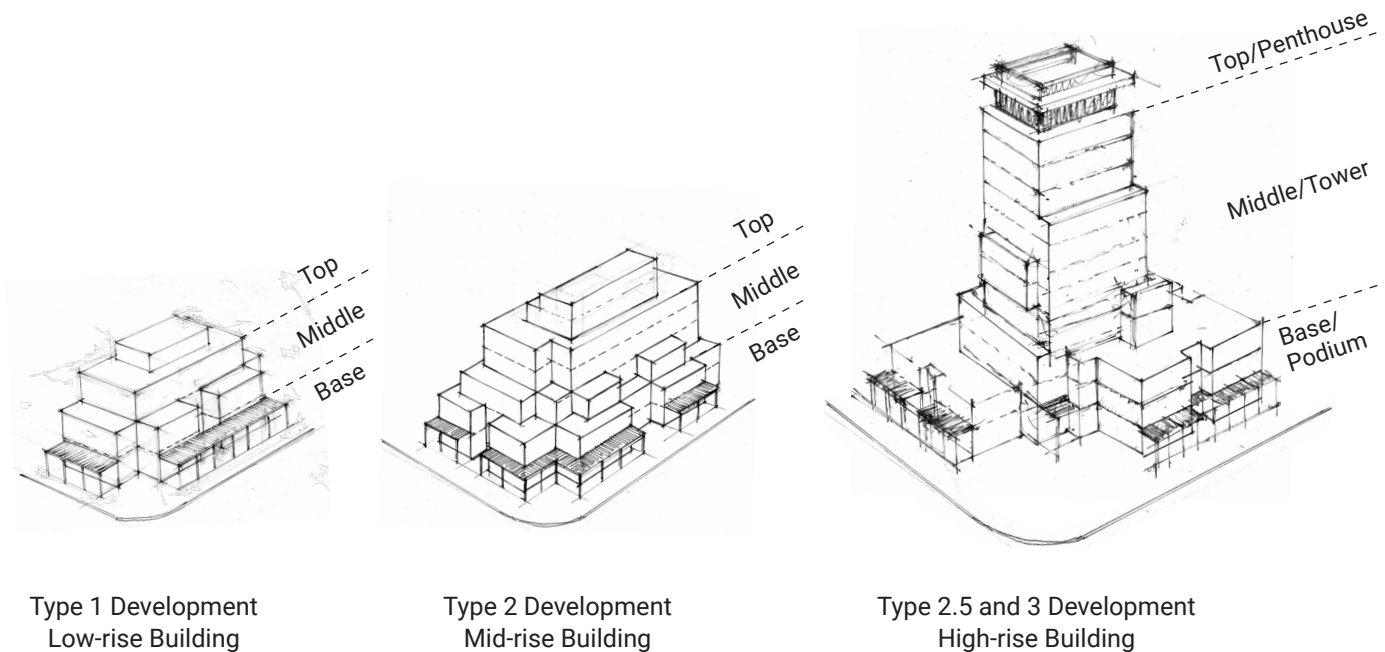 Top
Middle
Base
Type 1 Development
Low-rise Building
Top
Middle
Base
Type 2 Development
Mid-rise Building
Top/Penthouse
Middle/Tower
Base/
Podium
Type 2.5 and 3 Development
High-rise Building